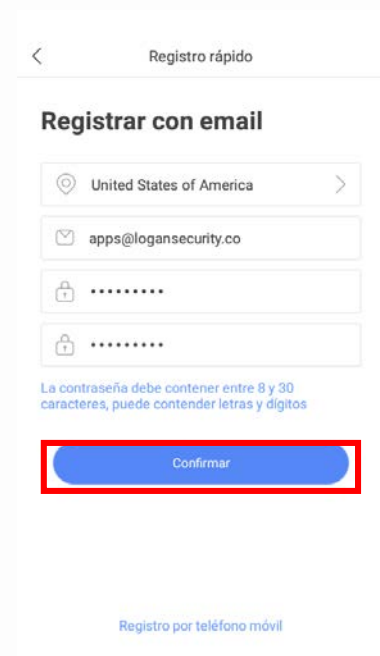 Registro rápido
Registrar con email
United States of America
apps@logansecurity.co
•••••••••
•••••••••
La contraseña debe contener entre 8 y 30
caracteres, puede contender letras y dígitos
Confirmar
Registro por teléfono móvil